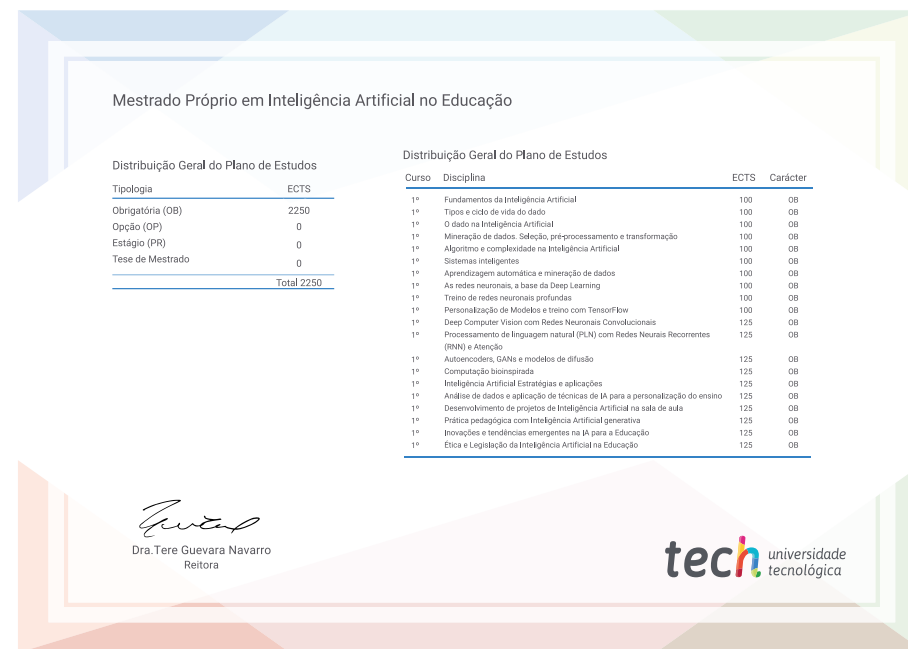 Mestrado Próprio em Inteligência Artificial no Educação
Distribuição Geral do Plano de Estudos
Tipologia ECTS
Obrigatória (OB) 2250
Opção (OP) 0
Estágio (PR) 0
Tese de Mestrado 0
Total 2250
Distribuição Geral do Plano de Estudos
Curso Disciplina ECTS Carácter
1º Fundamentos da Inteligência Artificial 100 OB
1º Tipos e ciclo de vida do dado 100 OB
1º O dado na Inteligência Artificial 100 OB
1º Mineração de dados. Seleção, pré-processamento e transformação 100 OB
1º Algoritmo e complexidade na Inteligência Artificial 100 OB
1º Sistemas inteligentes 100 OB
1º Aprendizagem automática e mineração de dados 100 OB
1º As redes neuronais, a base da Deep Learning 100 OB
1º Treino de redes neuronais profundas 100 OB
1º Personalização de Modelos e treino com TensorFlow 100 OB
1º Deep Computer Vision com Redes Neuronais Convolucionais 125 OB
1º Processamento de linguagem natural (PLN) com Redes Neurais Recorrentes 125 OB
(RNN) e Atenção
1º Autoencoders, GANs e modelos de difusão 125 OB
1º Computação bioinspirada 125 OB
1º Inteligência Artificial Estratégias e aplicações 125 OB
1º Análise de dados e aplicação de técnicas de IA para a personalização do ensino 125 OB
1º Desenvolvimento de projetos de Inteligência Artificial na sala de aula 125 OB
1º Prática pedagógica com Inteligência Artificial generativa 125 OB
1º Inovações e tendências emergentes na IA para a Educação 125 OB
1º Ética e Legislação da Inteligência Artificial na Educação 125 OB
Dra.Tere Guevara Navarro
Reitora
tech universidade
tecnológica